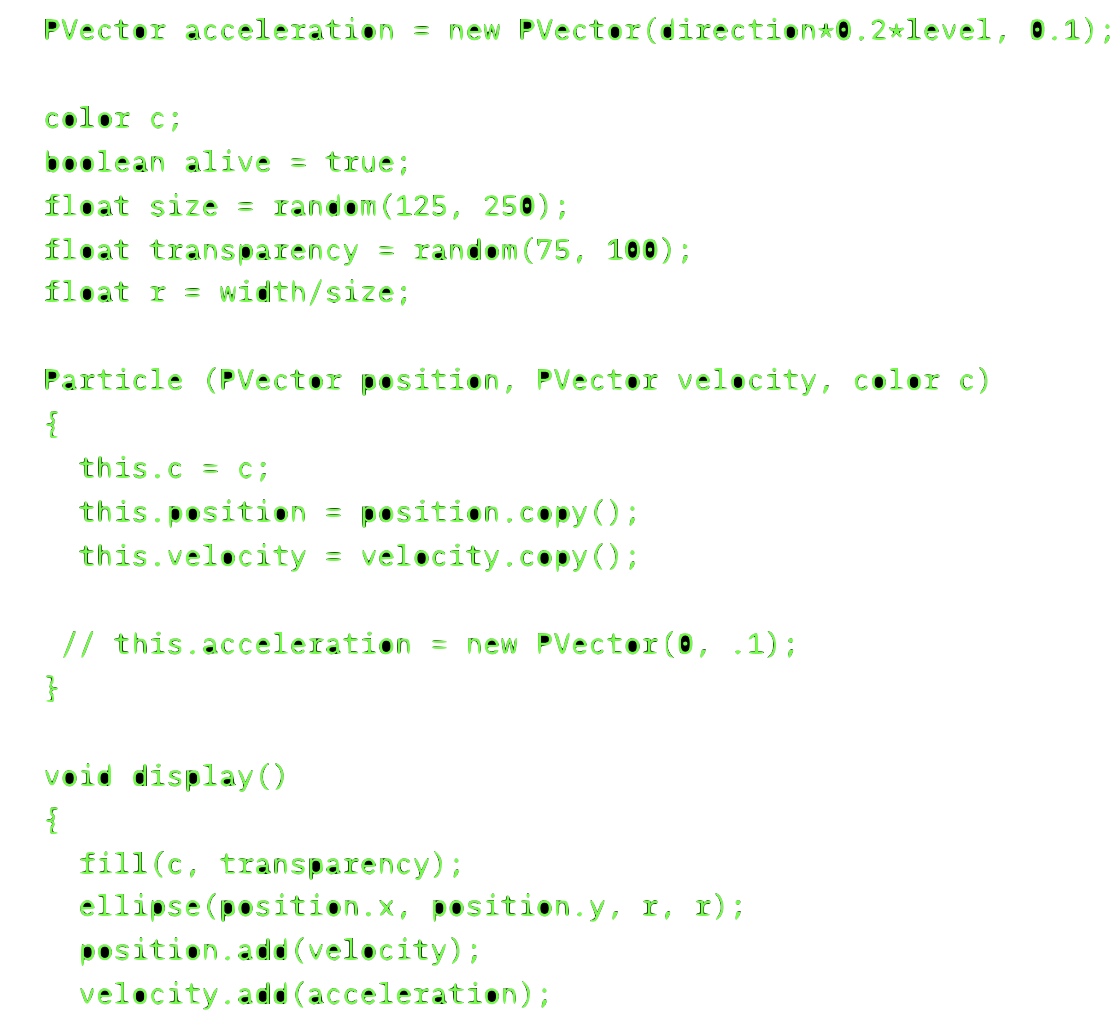 PVector acceleration = new PVector(direction*0.2*level, 0.1);
color c;
boolean alive = true;
float size = random(125, 250);
float transparency = random(75, 100);
float r = width/size;
Particle (PVector position, PVector velocity, color c)
{
this.c = c;
this.position = position.copy();
this.velocity = velocity.copy();
// this.acceleration = new PVector(0, .1);
}
void display()
{
fill(c, transparency);
ellipse(position.x, position.y, r, r);
position.add(velocity);
velocity.add(acceleration);